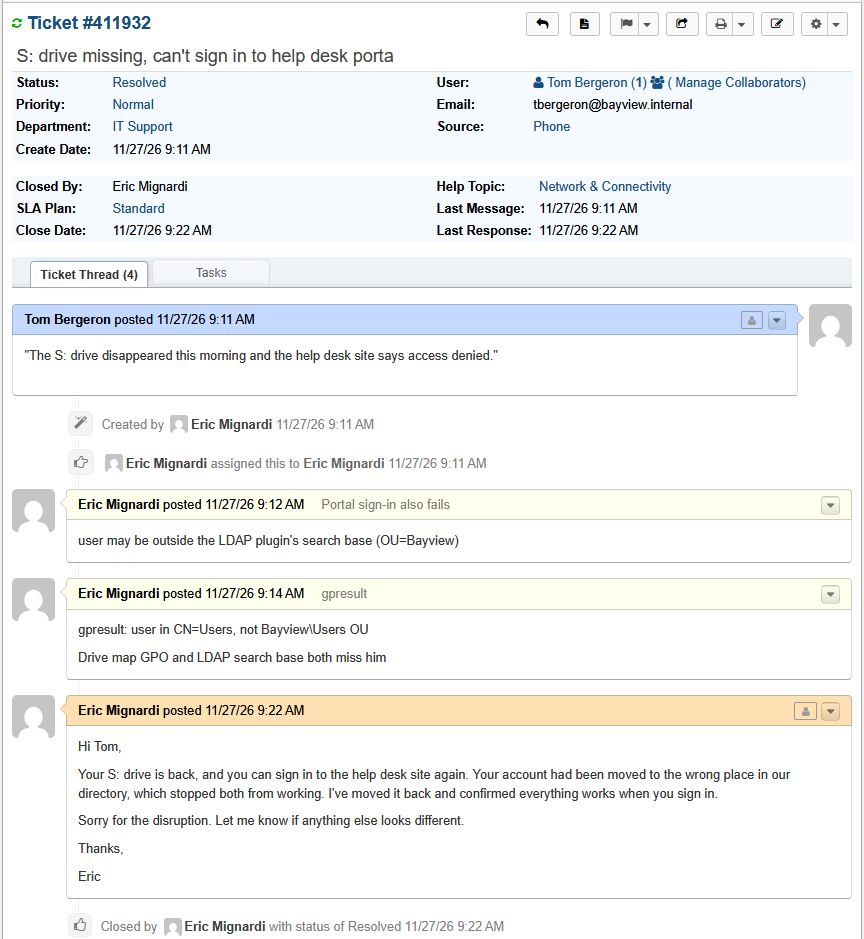 Ticket #411932
S: drive missing, can't sign in to help desk porta
Status: Resolved
User: Tom Bergeron (1) ( Manage Collaborators)
Priority: Normal
Email: tbergeron@bayview.internal
Department: IT Support
Source: Phone
Create Date: 11/27/26 9:11 AM
Closed By: Eric Mignardi
Help Topic: Network & Connectivity
SLA Plan: Standard
Last Message: 11/27/26 9:11 AM
Close Date: 11/27/26 9:22 AM
Last Response: 11/27/26 9:22 AM
Ticket Thread (4)
Tasks
Tom Bergeron posted 11/27/26 9:11 AM
"The S: drive disappeared this morning and the help desk site says access denied."
Created by Eric Mignardi 11/27/26 9:11 AM
Eric Mignardi assigned this to Eric Mignardi 11/27/26 9:11 AM
Eric Mignardi posted 11/27/26 9:12 AM Portal sign-in also fails
user may be outside the LDAP plugin's search base (OU=Bayview)
Eric Mignardi posted 11/27/26 9:14 AM gpresult
gpresult: user in CN=Users, not Bayview\Users OU
Drive map GPO and LDAP search base both miss him
Eric Mignardi posted 11/27/26 9:22 AM
Hi Tom,
Your S: drive is back, and you can sign in to the help desk site again. Your account had been moved to the wrong place in our
directory, which stopped both from working. I've moved it back and confirmed everything works when you sign in.
Sorry for the disruption. Let me know if anything else looks different.
Thanks,
Eric
Closed by Eric Mignardi with status of Resolved 11/27/26 9:22 AM